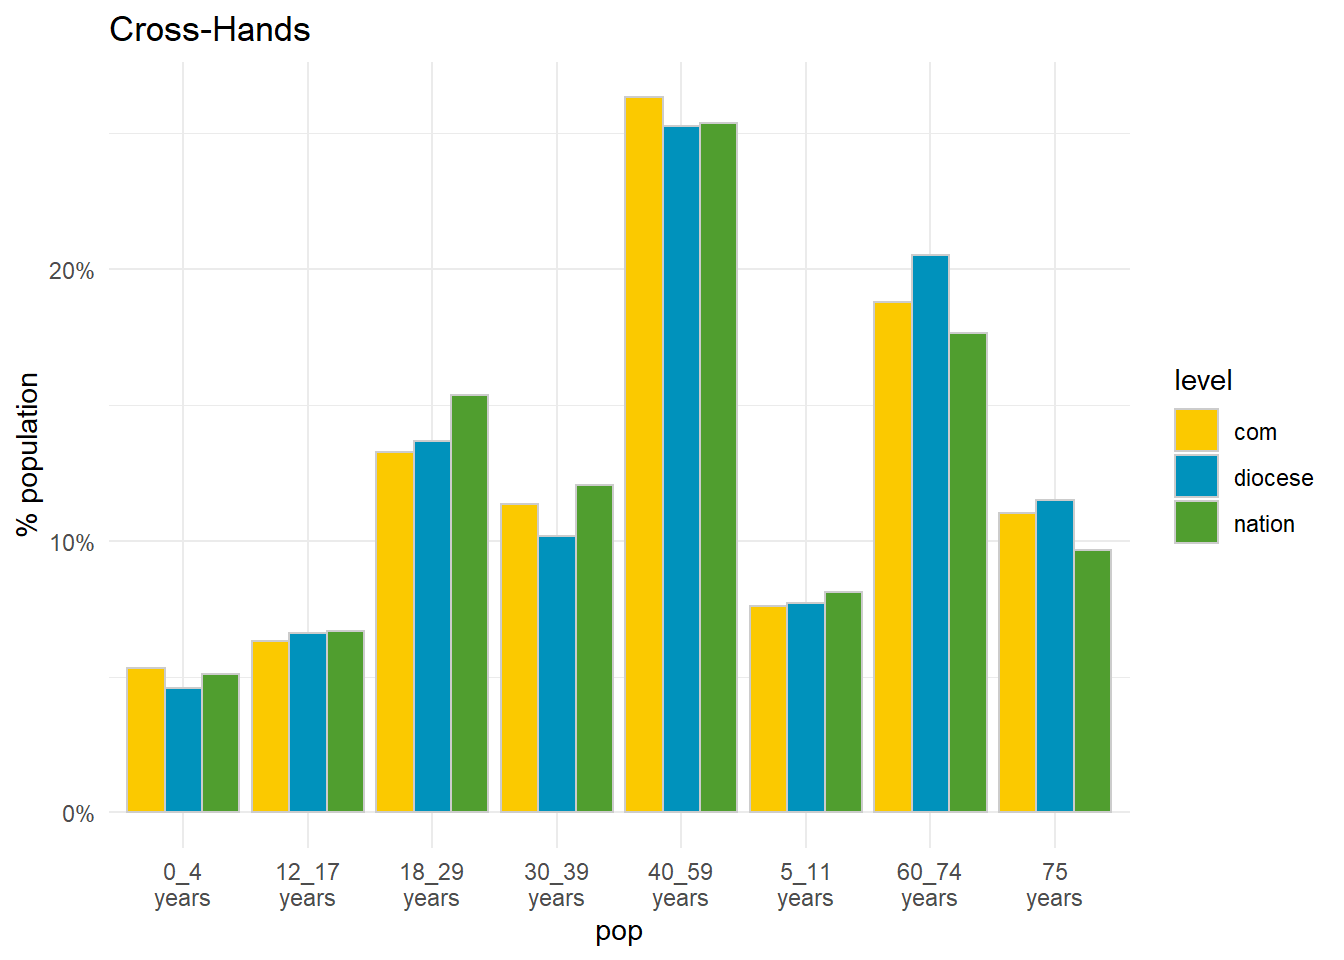 Cross-Hands
% population
20%
10%
0%
0_4 years
12_17 years
18_29 years
30_39 years
40_59 years
5_11 years
60_74 years
75 years
pop
level
com
diocese
nation